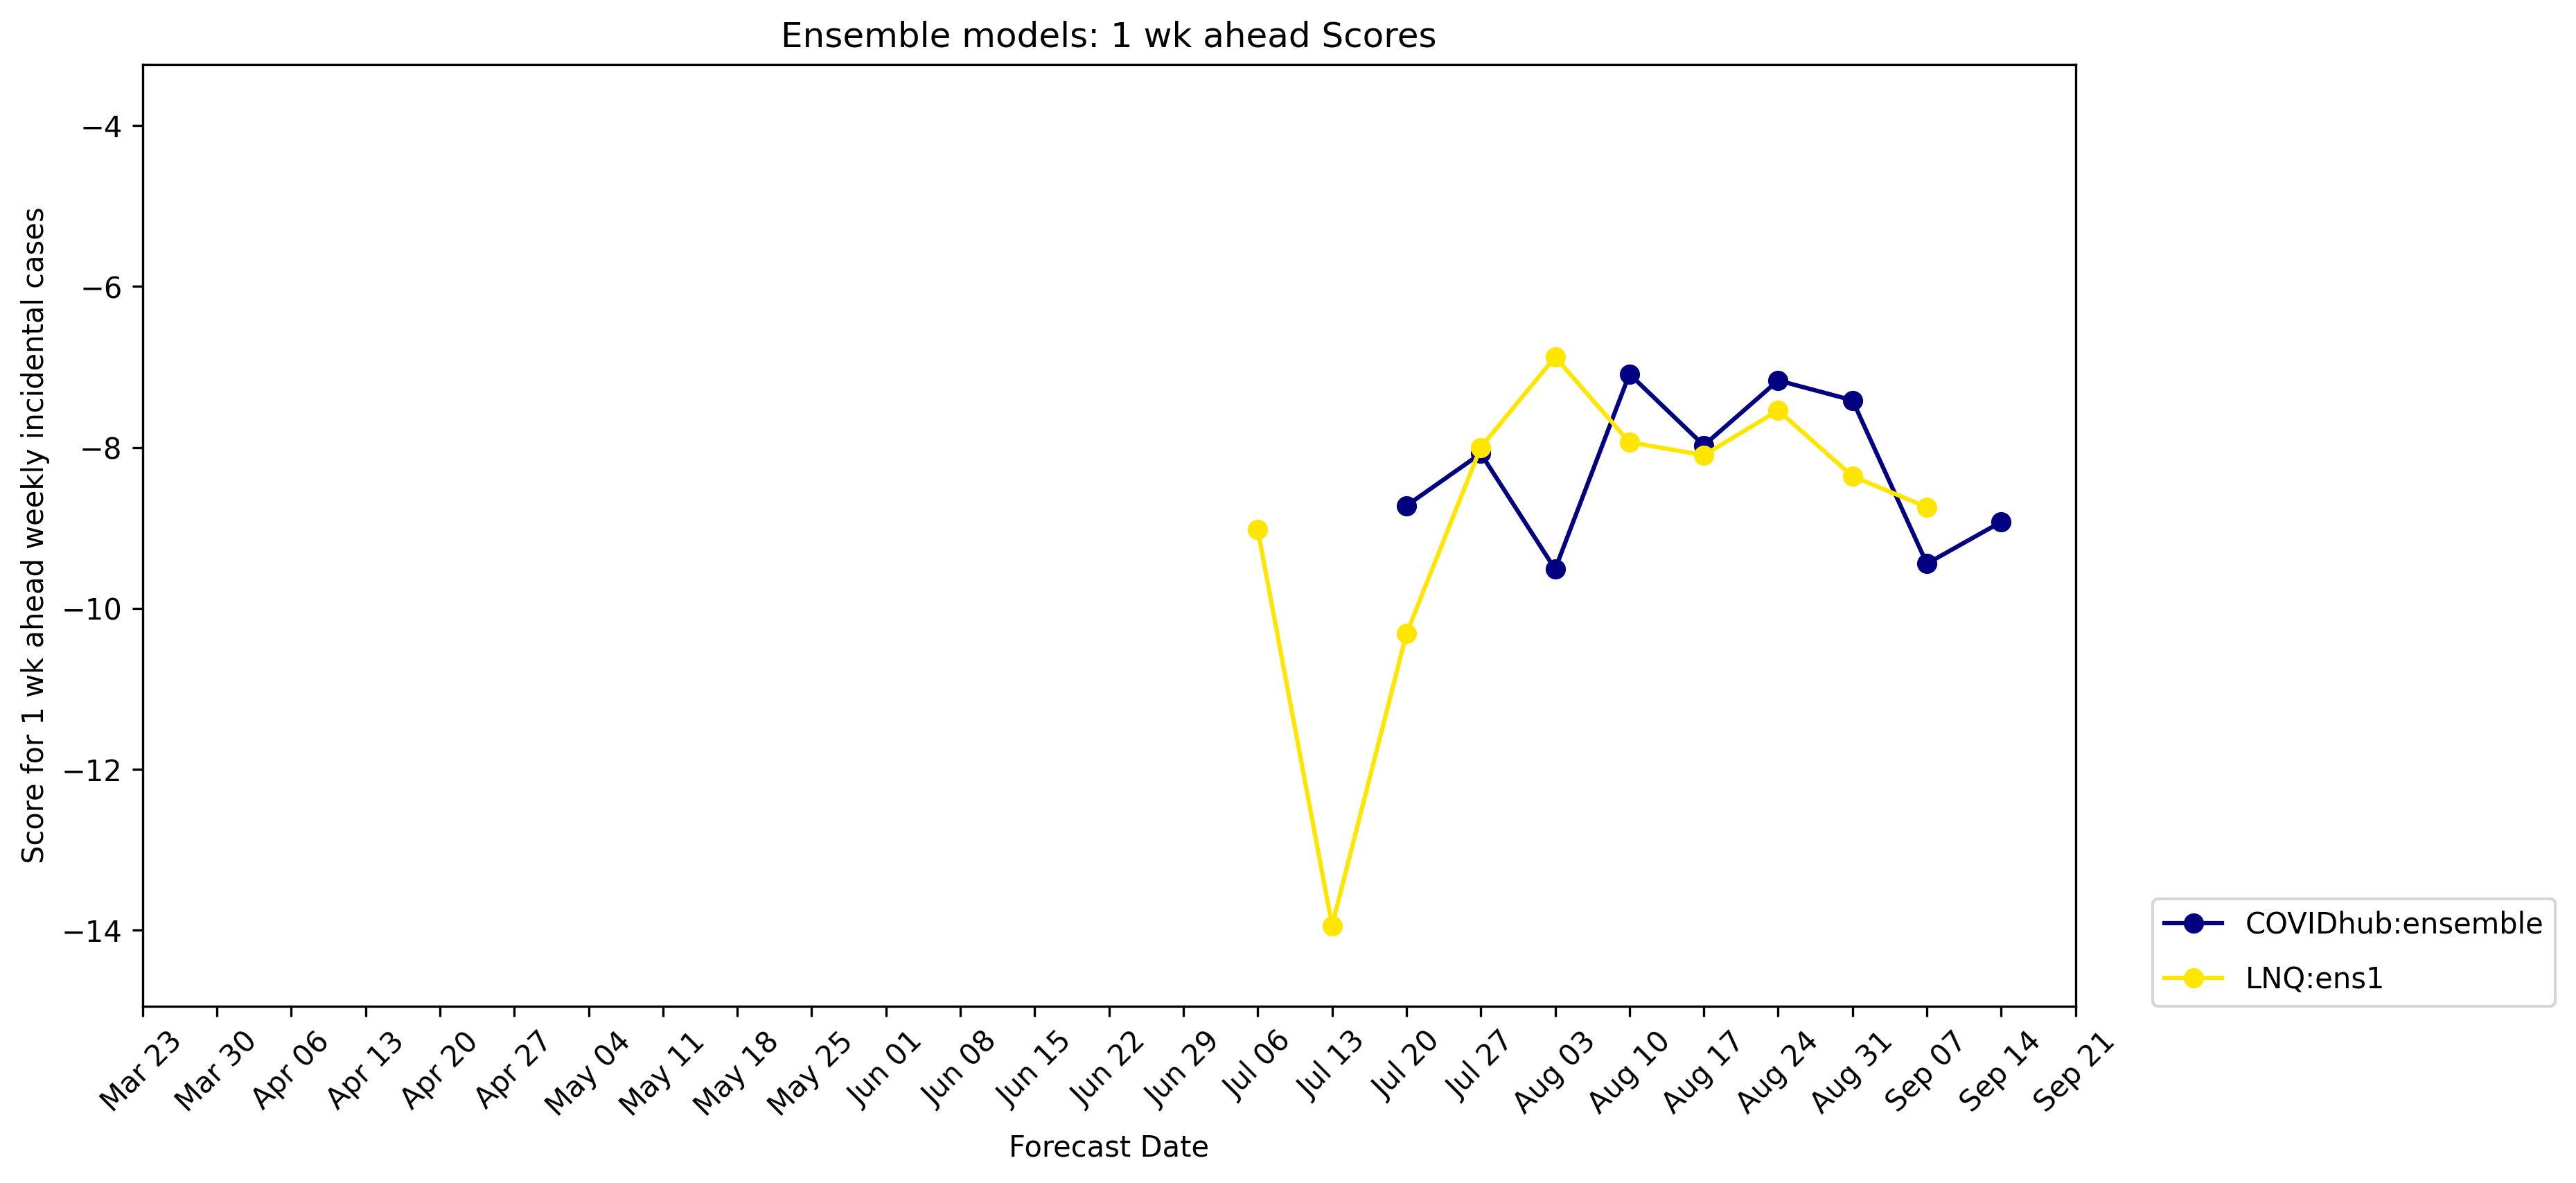 Ensemble models: 1 wk ahead Scores
Score for 1 wk ahead weekly incidental cases
−4
−6
−8
−10
−12
−14
Mar 23
Mar 30
Apr 06
Apr 13
Apr 20
Apr 27
May 04
May 11
May 18
May 25
Jun 01
Jun 08
Jun 15
Jun 22
Jun 29
Jul 06
Jul 13
Jul 20
Jul 27
Aug 03
Aug 10
Aug 17
Aug 24
Aug 31
Sep 07
Sep 14
Sep 21
Forecast Date
COVIDhub:ensemble
LNQ:ens1